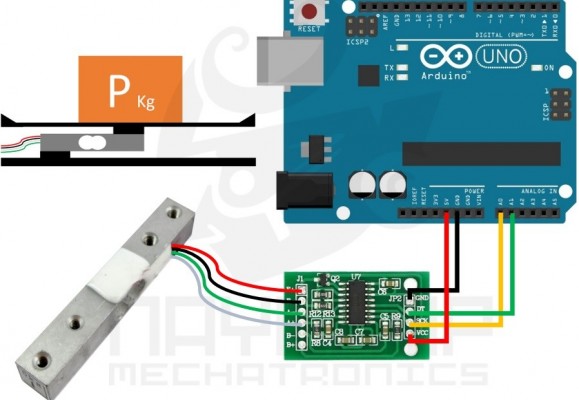 RESET
ICSP2
AREF
GND
13
12
~11
~10
~9
8
7
~6
~5
4
~3
2
TX▸1
RX◂0
DIGITAL (PWM=~)
L
TX
RX
Arduino™
UNO
ON
ICSP
P Kg
POWER
ANALOG IN
IOREF
RESET
3V3
5V
GND
GND
VIN
A0
A1
A2
A3
A4
A5
J1
Q2
U7
C6
JP2
GND
DT
SCK
VCC
R12
R13
C5
R9
B-
B+
R8
C4
C8
C7
MECHATRONICS